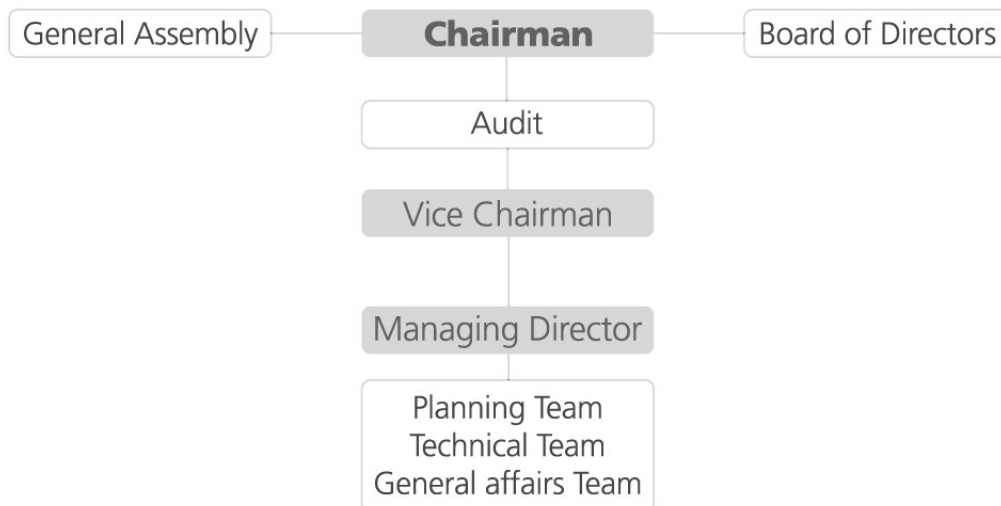 General Assembly
Chairman
Board of Directors
Audit
Vice Chairman
Managing Director
Planning Team
Technical Team
General affairs Team